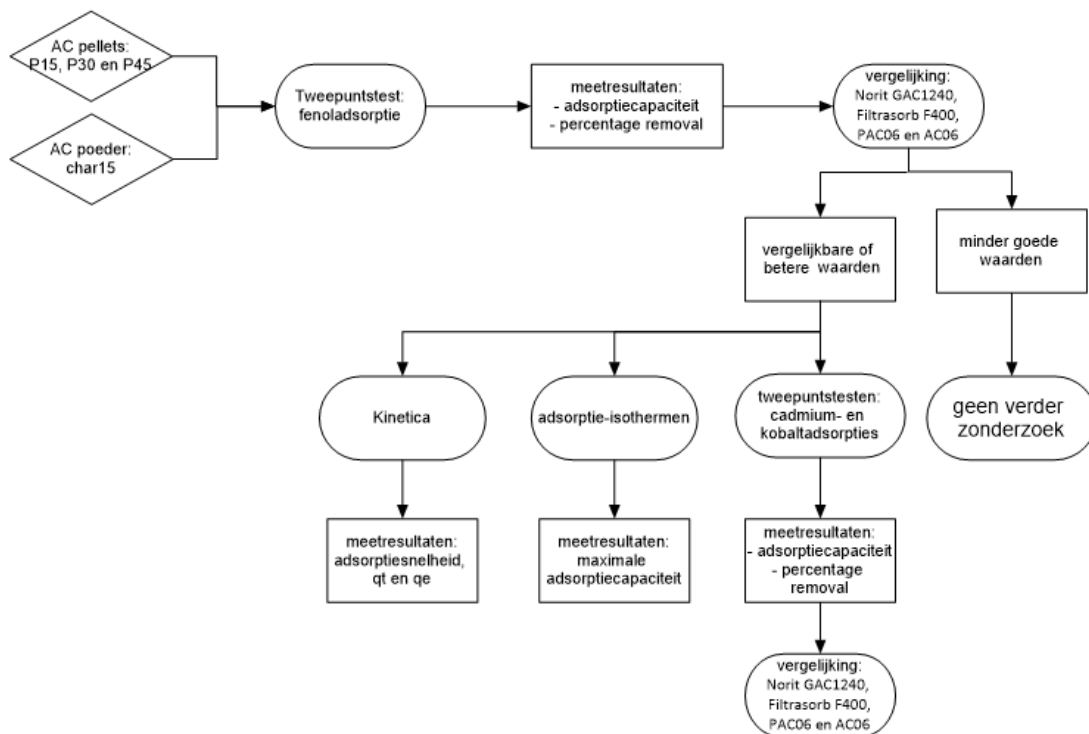 AC pellets:
P15, P30 en P45
AC poeder:
char15
Tweepuntstest:
fenoladsorptie
meetresultaten:
- adsorptiecapaciteit
- percentage removal
vergelijking:
Norit GAC1240,
Filtrasorb F400,
PAC06 en AC06
vergelijkbare of
betere waarden
minder goede
waarden
Kinetica
adsorptie-isothermen
tweepuntstesten:
cadmium- en
kobaltadsorpties
geen verder
zonderzoek
meetresultaten:
adsorptiesnelheid,
qt en qe
meetresultaten:
maximale
adsorptiecapaciteit
meetresultaten:
- adsorptiecapaciteit
- percentage
removal
vergelijking:
Norit GAC1240,
Filtrasorb F400,
PAC06 en AC06